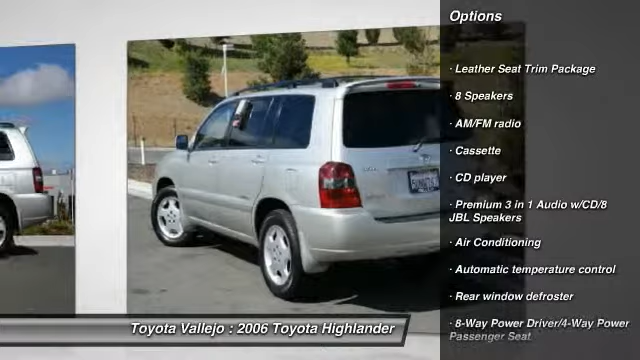 Options
· Leather Seat Trim Package
· 8 Speakers
· AM/FM radio
· Cassette
· CD player
· Premium 3 in 1 Audio w/CD/8
JBL Speakers
· Air Conditioning
· Automatic temperature control
· Rear window defroster
· 8-Way Power Driver/4-Way Power
Passenger Seat
Toyota Vallejo : 2006 Toyota Highlander